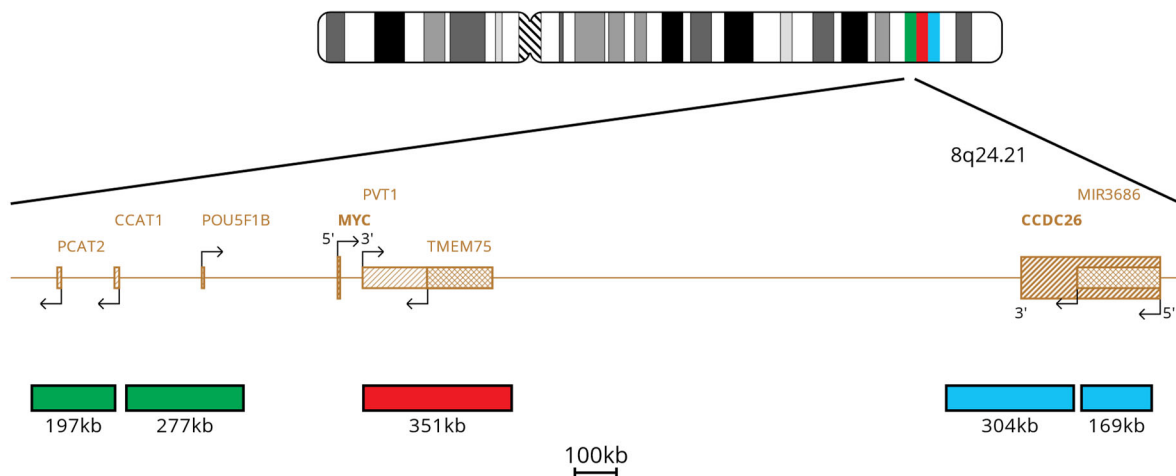 8q24.21
PVT1
MIR3686
CCAT1
POU5F1B
MYC
CCDC26
5'
3'
PCAT2
TMEM75
3'
5'
197kb
277kb
351kb
304kb
169kb
100kb